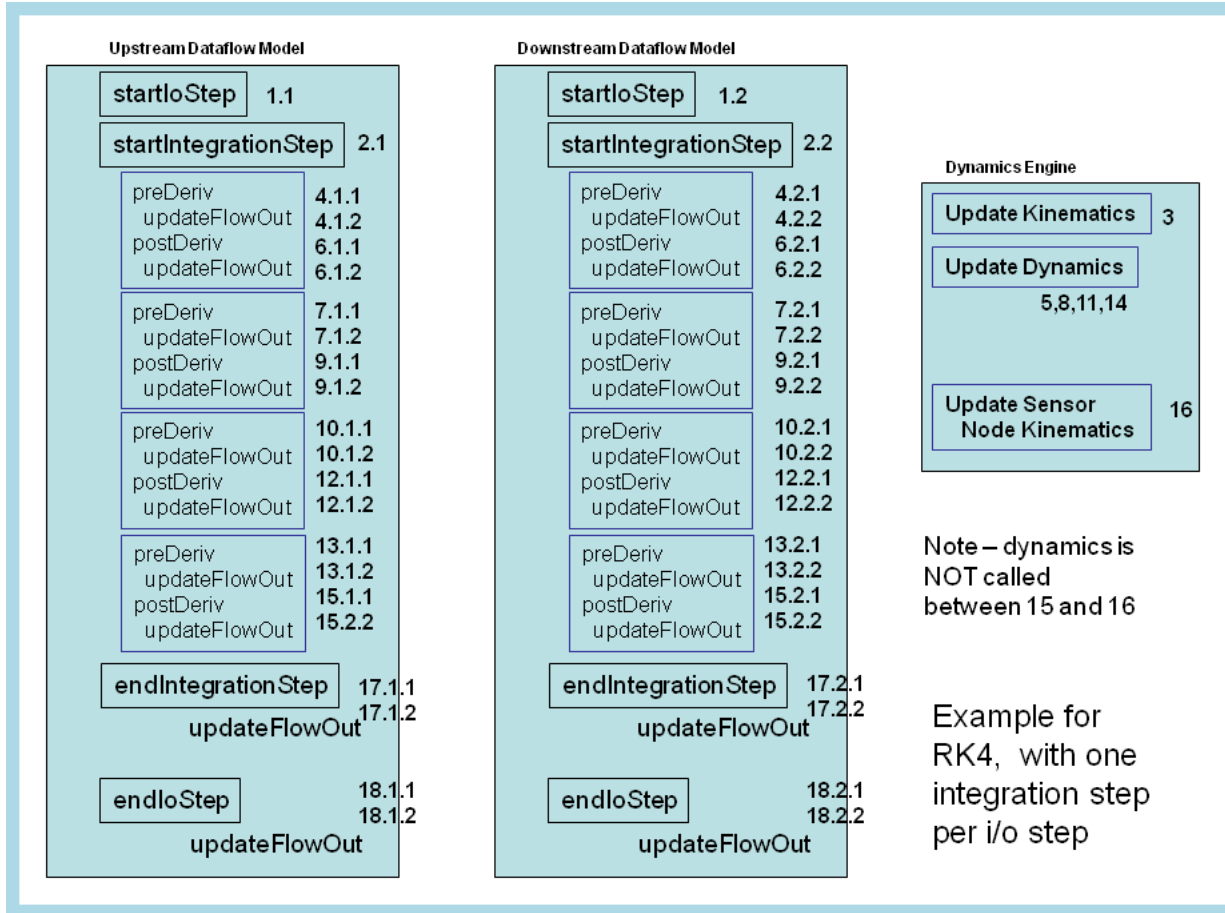 Upstream Dataflow Model
startIoStep 1.1
startIntegrationStep 2.1
preDeriv 4.1.1
updateFlowOut 4.1.2
postDeriv 6.1.1
updateFlowOut 6.1.2
preDeriv 7.1.1
updateFlowOut 7.1.2
postDeriv 9.1.1
updateFlowOut 9.1.2
preDeriv 10.1.1
updateFlowOut 10.1.2
postDeriv 12.1.1
updateFlowOut 12.1.2
preDeriv 13.1.1
updateFlowOut 13.1.2
postDeriv 15.1.1
updateFlowOut 15.2.2
endIntegrationStep 17.1.1
17.1.2
updateFlowOut
endIoStep 18.1.1
18.1.2
updateFlowOut
Downstream Dataflow Model
startIoStep 1.2
startIntegrationStep 2.2
preDeriv 4.2.1
updateFlowOut 4.2.2
postDeriv 6.2.1
updateFlowOut 6.2.2
preDeriv 7.2.1
updateFlowOut 7.2.2
postDeriv 9.2.1
updateFlowOut 9.2.2
preDeriv 10.2.1
updateFlowOut 10.2.2
postDeriv 12.2.1
updateFlowOut 12.2.2
preDeriv 13.2.1
updateFlowOut 13.2.2
postDeriv 15.2.1
updateFlowOut 15.2.2
endIntegrationStep 17.2.1
17.2.2
updateFlowOut
endIoStep 18.2.1
18.2.2
updateFlowOut
Dynamics Engine
Update Kinematics 3
Update Dynamics
5,8,11,14
Update Sensor 16
Node Kinematics
Note – dynamics is
NOT called
between 15 and 16
Example for
RK4, with one
integration step
per i/o step